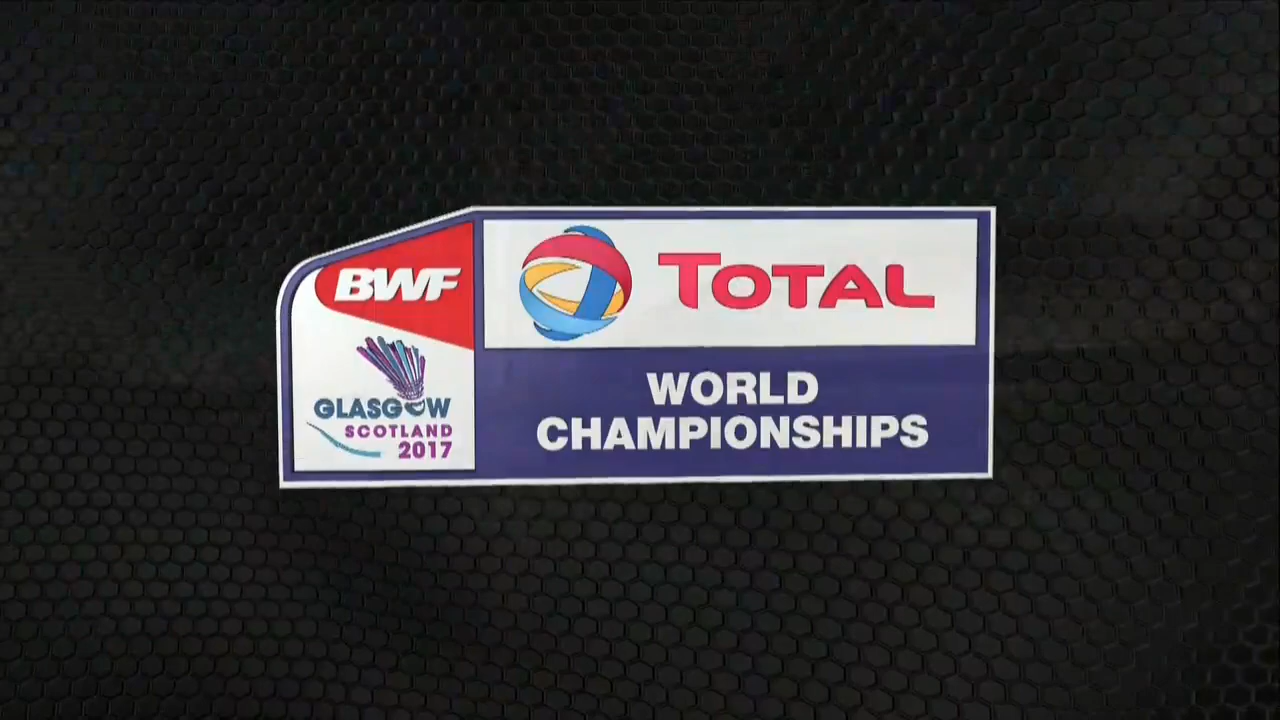 BWF
GLASGOW
SCOTLAND
2017
TOTAL
WORLD
CHAMPIONSHIPS